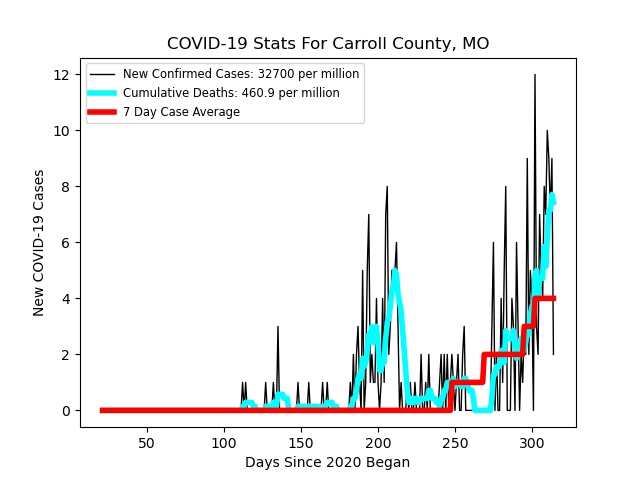 COVID-19 Stats For Carroll County, MO
New Confirmed Cases: 32700 per million
Cumulative Deaths: 460.9 per million
7 Day Case Average
New COVID-19 Cases
12
10
8
6
4
2
0
50 100 150 200 250 300
Days Since 2020 Began